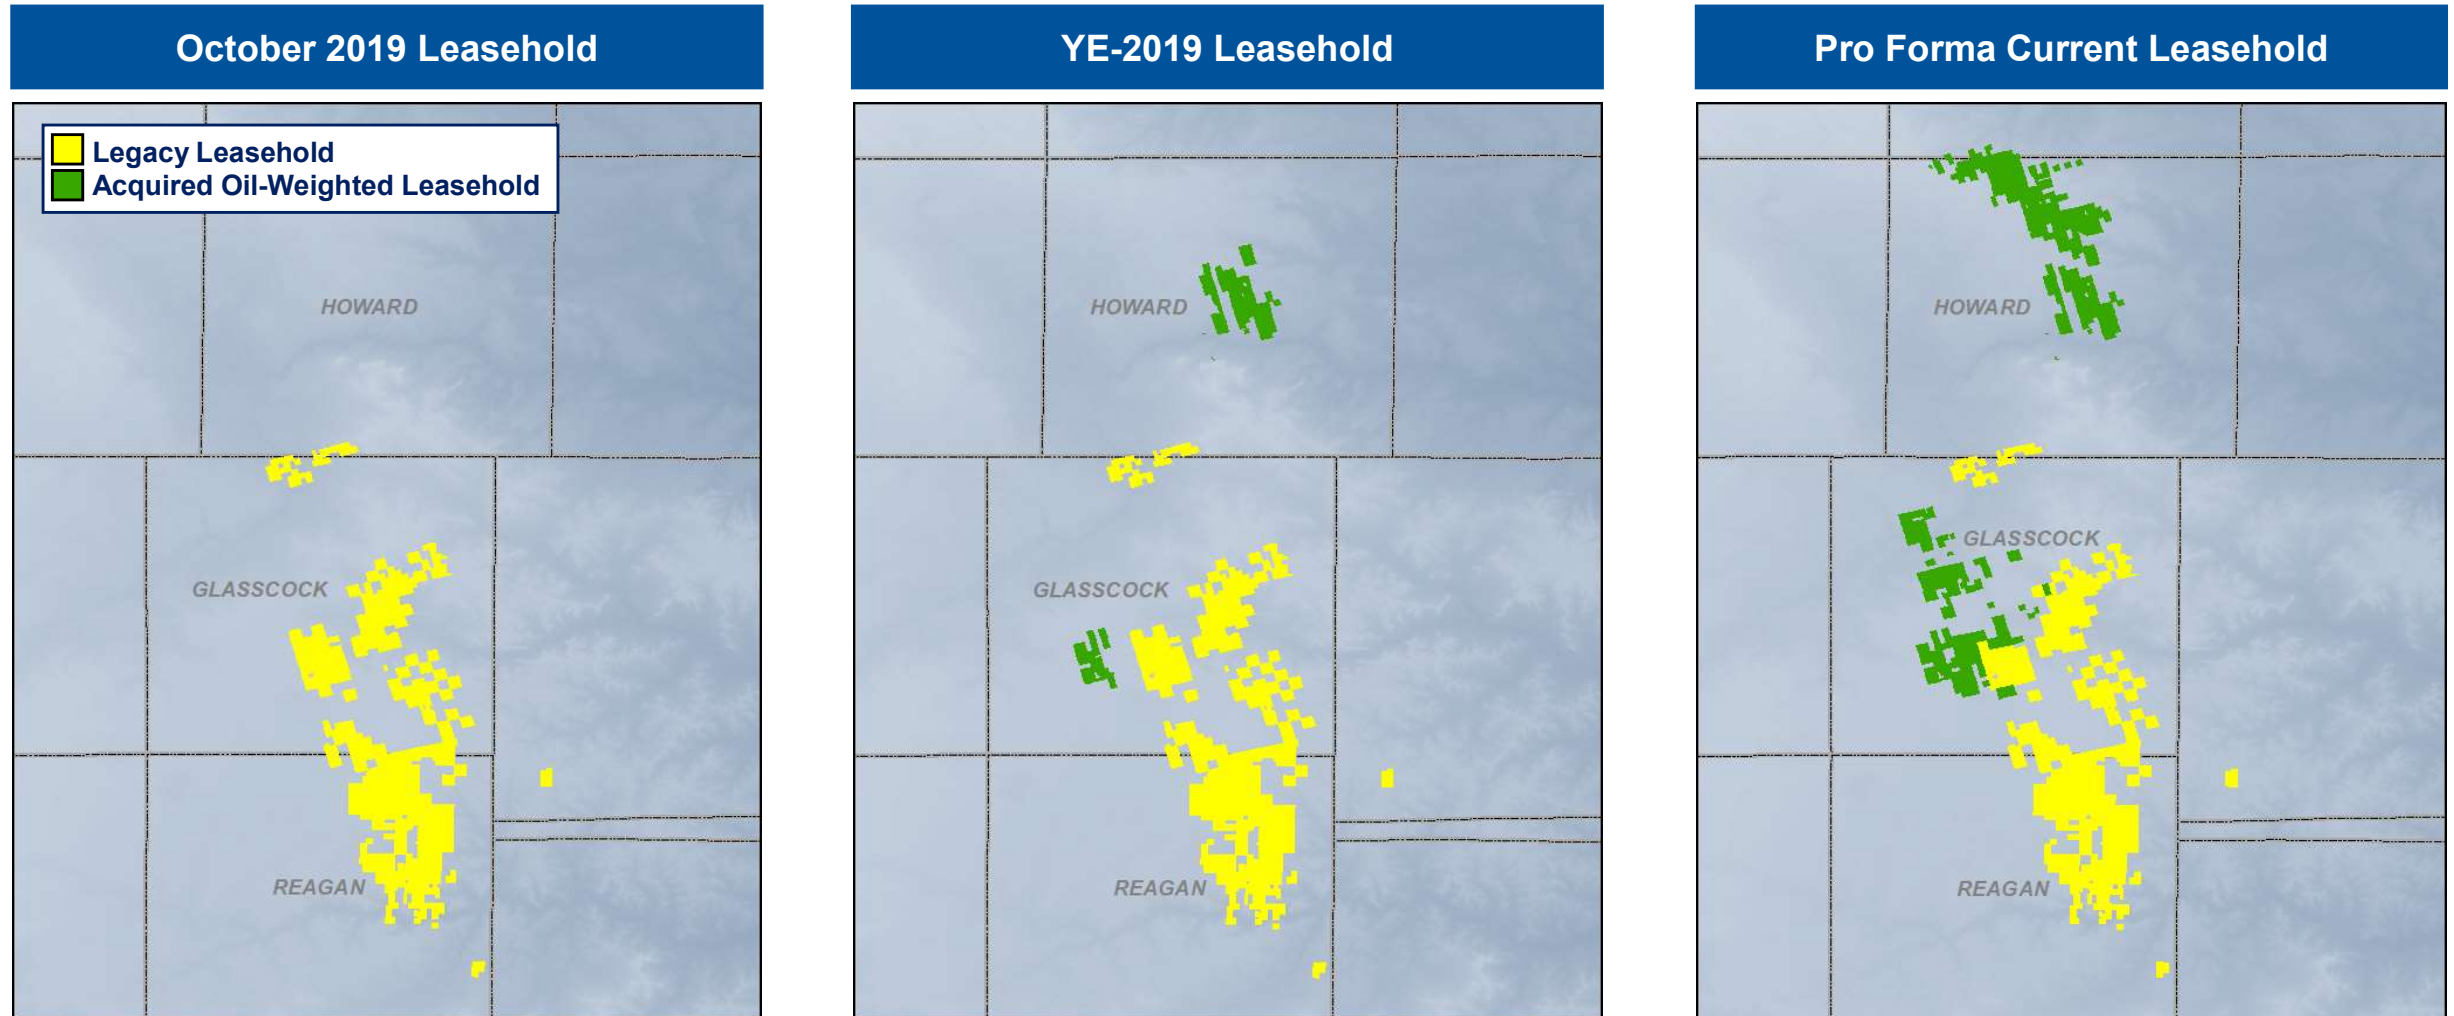 October 2019 Leasehold
YE-2019 Leasehold
Pro Forma Current Leasehold
Legacy Leasehold
Acquired Oil-Weighted Leasehold
HOWARD
GLASSCOCK
REAGAN
HOWARD
GLASSCOCK
REAGAN
HOWARD
GLASSCOCK
REAGAN